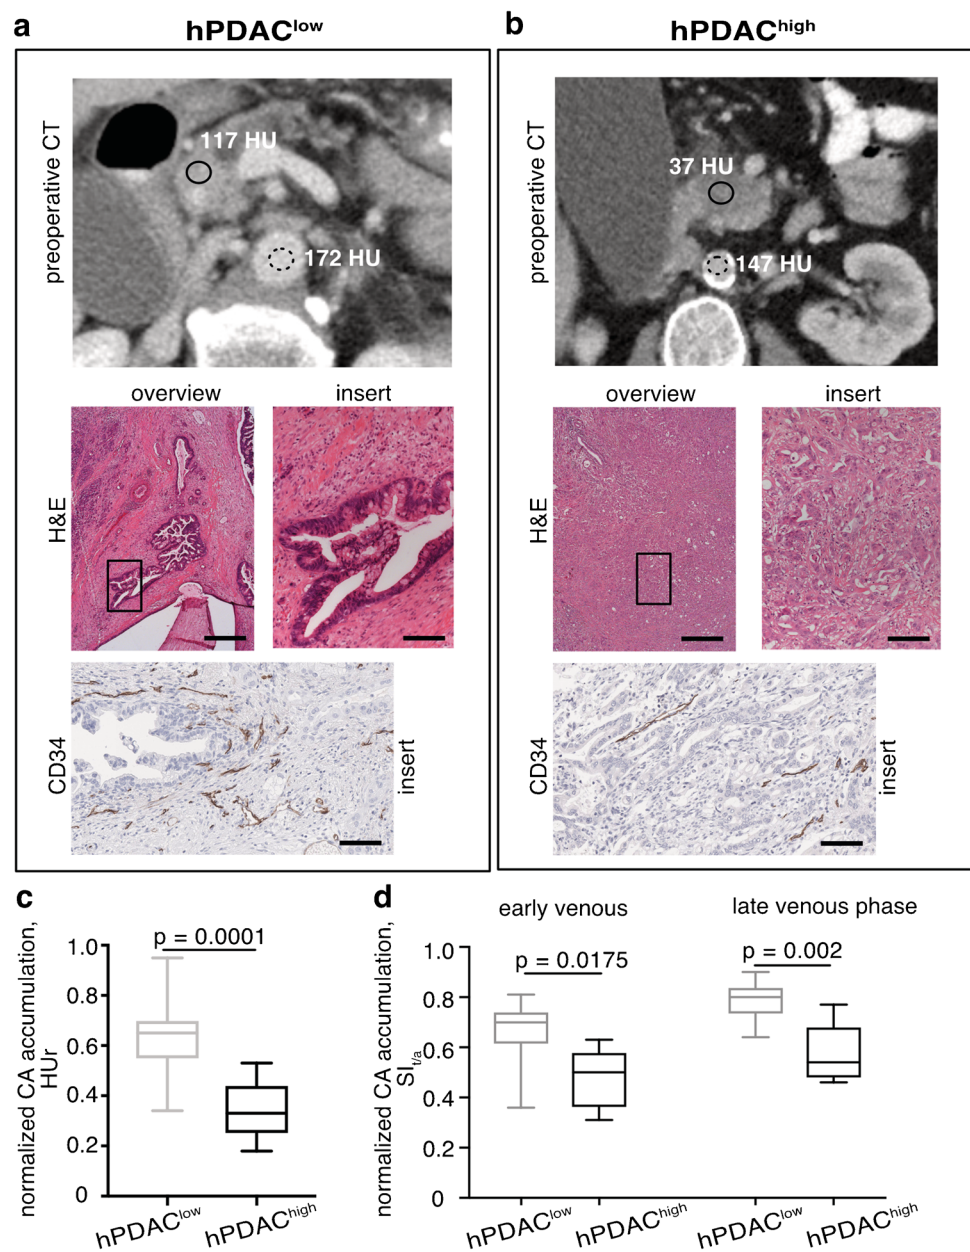 a
hPDAClow
b
hPDAChigh
preoperative CT
117 HU
172 HU
preoperative CT
37 HU
147 HU
overview
insert
overview
insert
H&E
H&E
CD34
insert
CD34
insert
c
normalized CA accumulation,
HUr
p = 0.0001
1.0
0.8
0.6
0.4
0.2
0
hPDAClow
hPDAChigh
d
early venous
late venous phase
normalized CA accumulation,
SIt/a
p = 0.0175
p = 0.002
1.0
0.8
0.6
0.4
0.2
0
hPDAClow
hPDAChigh
hPDAClow
hPDAChigh